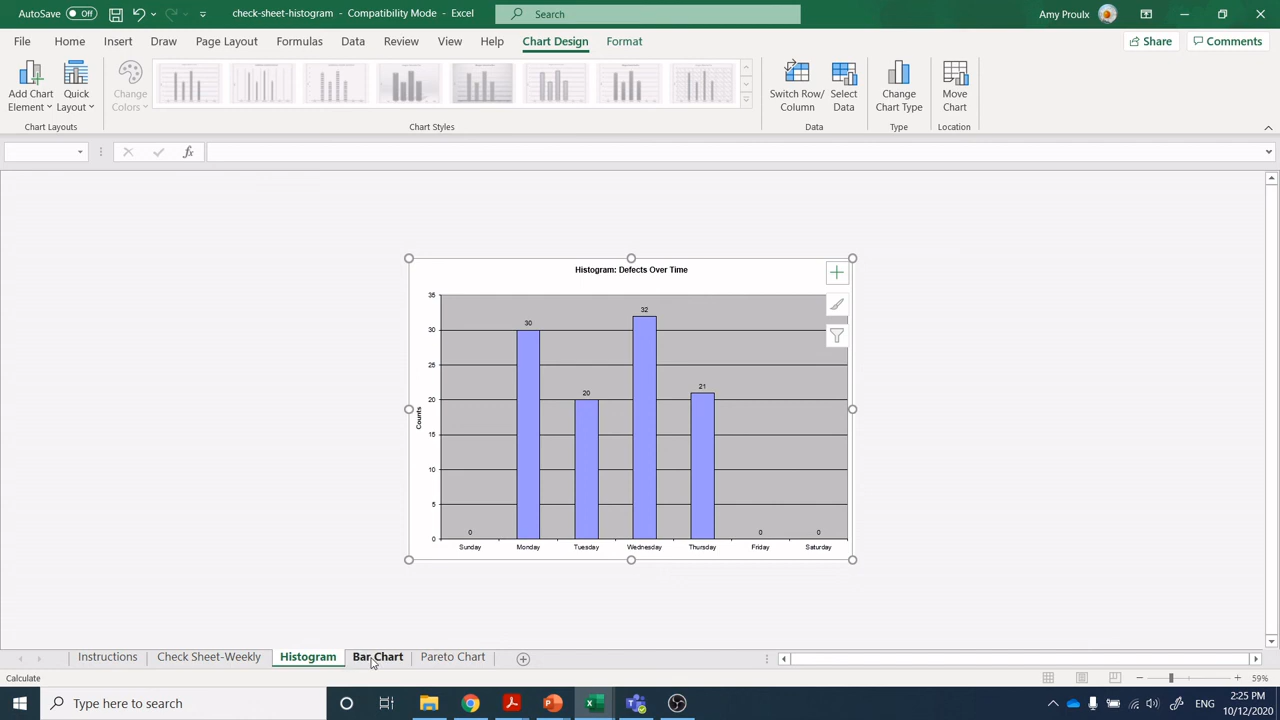 AutoSave Off check-sheet-histogram - Compatibility Mode - Excel Search Amy Proulx
File Home Insert Draw Page Layout Formulas Data Review View Help Chart Design Format Share Comments
Add Chart Element Quick Layout Change Colors Switch Row/ Column Select Data Change Chart Type Move Chart
Chart Layouts Chart Styles Data Type Location
fx
Histogram: Defects Over Time
35
30
25
20
15
10
5
0
Counts
0 30 20 32 21 0 0
Sunday Monday Tuesday Wednesday Thursday Friday Saturday
Instructions Check Sheet-Weekly Histogram Bar Chart Pareto Chart
Calculate 59%
Type here to search ENG 2:25 PM
10/12/2020